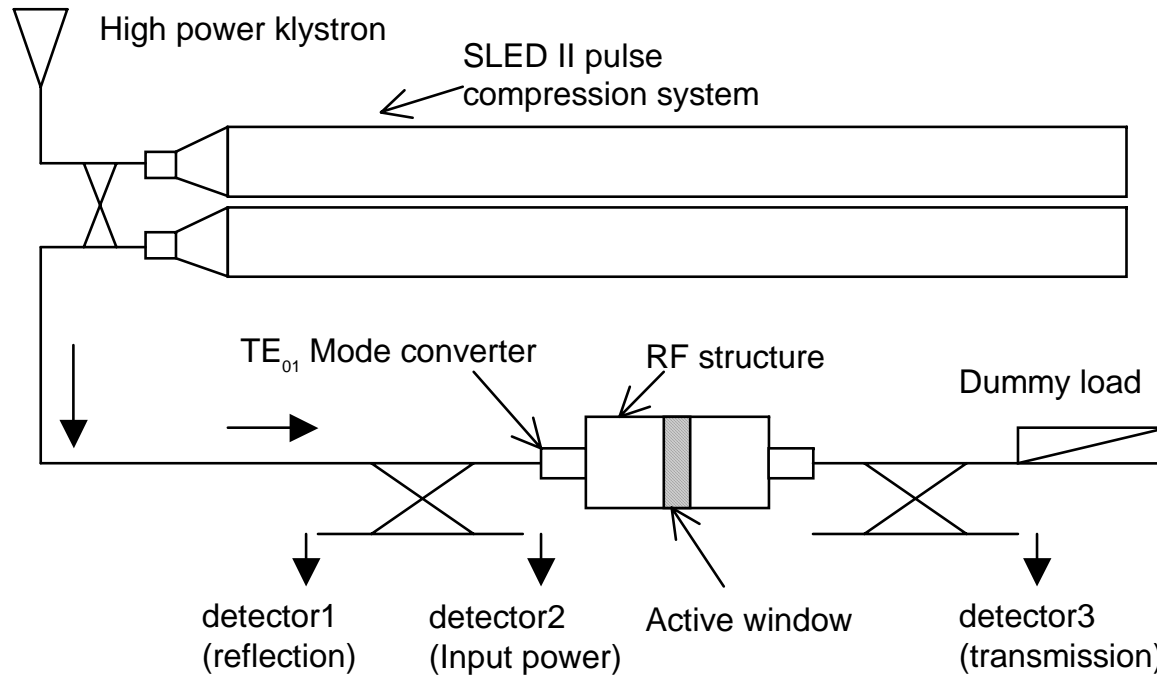 High power klystron
SLED II pulse
compression system
TE01 Mode converter
RF structure
Dummy load
detector1
(reflection)
detector2
(Input power)
Active window
detector3
(transmission)